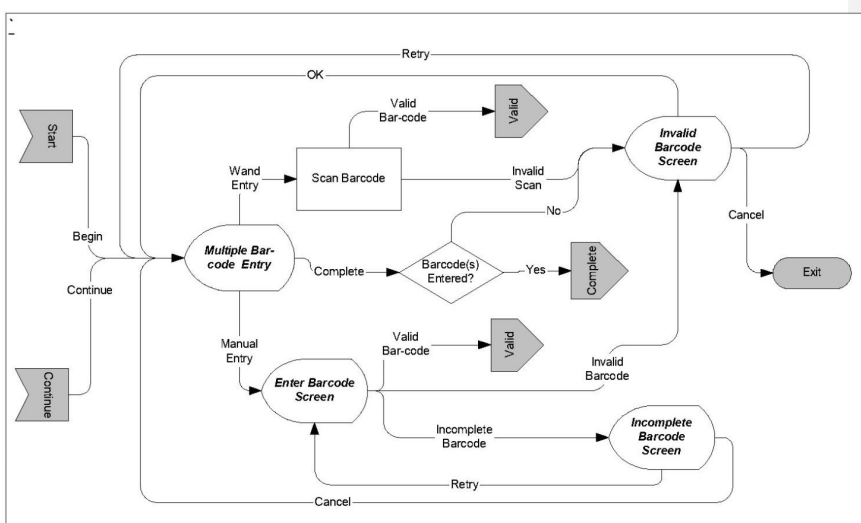 Retry
OK
Start
Valid
Bar-code
Valid
Invalid
Barcode
Screen
Wand
Entry
Scan Barcode
Invalid
Scan
No
Cancel
Begin
Multiple Bar-
code Entry
Complete
Barcode(s)
Entered?
Yes
Complete
Exit
Continue
Manual
Entry
Valid
Bar-code
Valid
Invalid
Barcode
Continue
Enter Barcode
Screen
Incomplete
Barcode
Incomplete
Barcode
Screen
Retry
Cancel